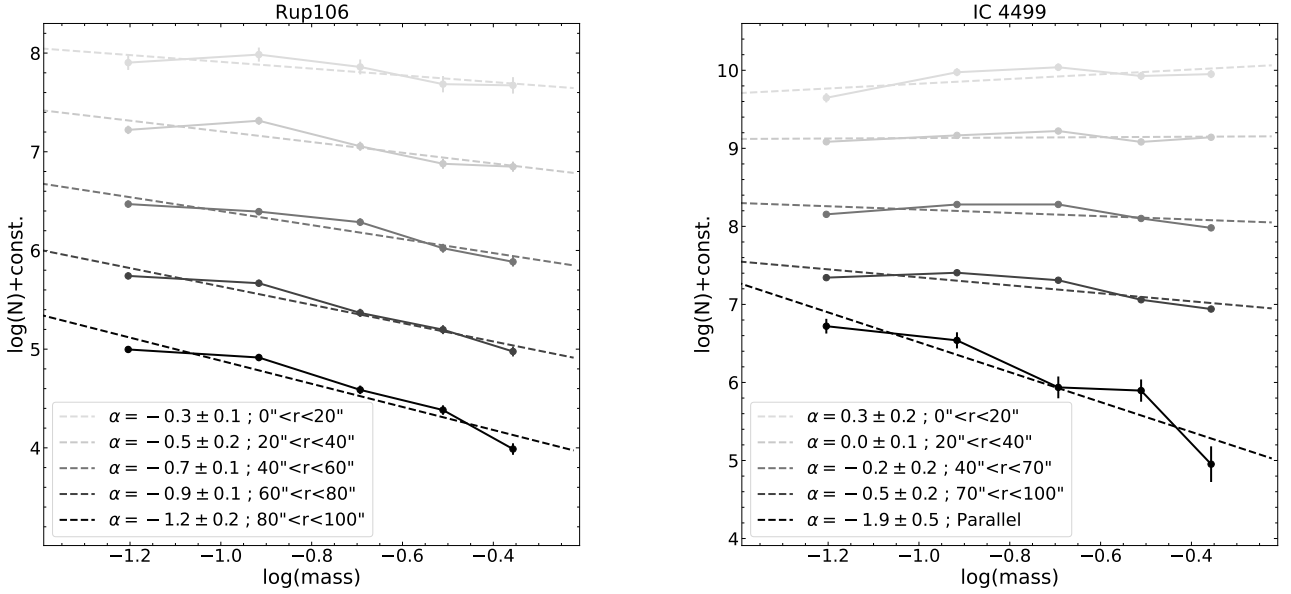 Rup106
8
7
6
5
4
log(N)+const.
α = − 0.3 ± 0.1 ; 0"<r<20"
α = − 0.5 ± 0.2 ; 20"<r<40"
α = − 0.7 ± 0.1 ; 40"<r<60"
α = − 0.9 ± 0.1 ; 60"<r<80"
α = − 1.2 ± 0.2 ; 80"<r<100"
−1.2 −1.0 −0.8 −0.6 −0.4
log(mass)
IC 4499
10
9
8
7
6
5
4
log(N)+const.
α = 0.3 ± 0.2 ; 0"<r<20"
α = 0.0 ± 0.1 ; 20"<r<40"
α = − 0.2 ± 0.2 ; 40"<r<70"
α = − 0.5 ± 0.2 ; 70"<r<100"
α = − 1.9 ± 0.5 ; Parallel
−1.2 −1.0 −0.8 −0.6 −0.4
log(mass)